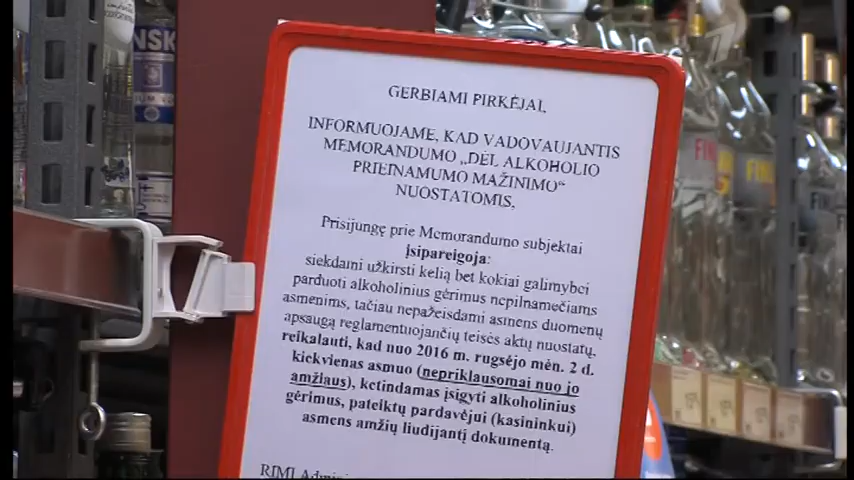 GERBIAMI PIRKĖJAI,
INFORMUOJAME, KAD VADOVAUJANTIS
MEMORANDUMO „DĖL ALKOHOLIO
PRIEINAMUMO MAŽINIMO“
NUOSTATOMIS,
Prisijungę prie Memorandumo subjektai
įsipareigoja:
siekdami užkirsti kelią bet kokiai galimybei
parduoti alkoholinius gėrimus nepilnamečiams
asmenims, tačiau nepažeisdami asmens duomenų
apsaugą reglamentuojančių teisės aktų nuostatų,
reikalauti, kad nuo 2016 m. rugsėjo mėn. 2 d.
kiekvienas asmuo (nepriklausomai nuo jo
amžiaus), ketindamas įsigyti alkoholinius
gėrimus, pateiktų pardavėjui (kasininkui)
asmens amžių liudijantį dokumentą.
RIMI
NSK
FIN
FIN
1